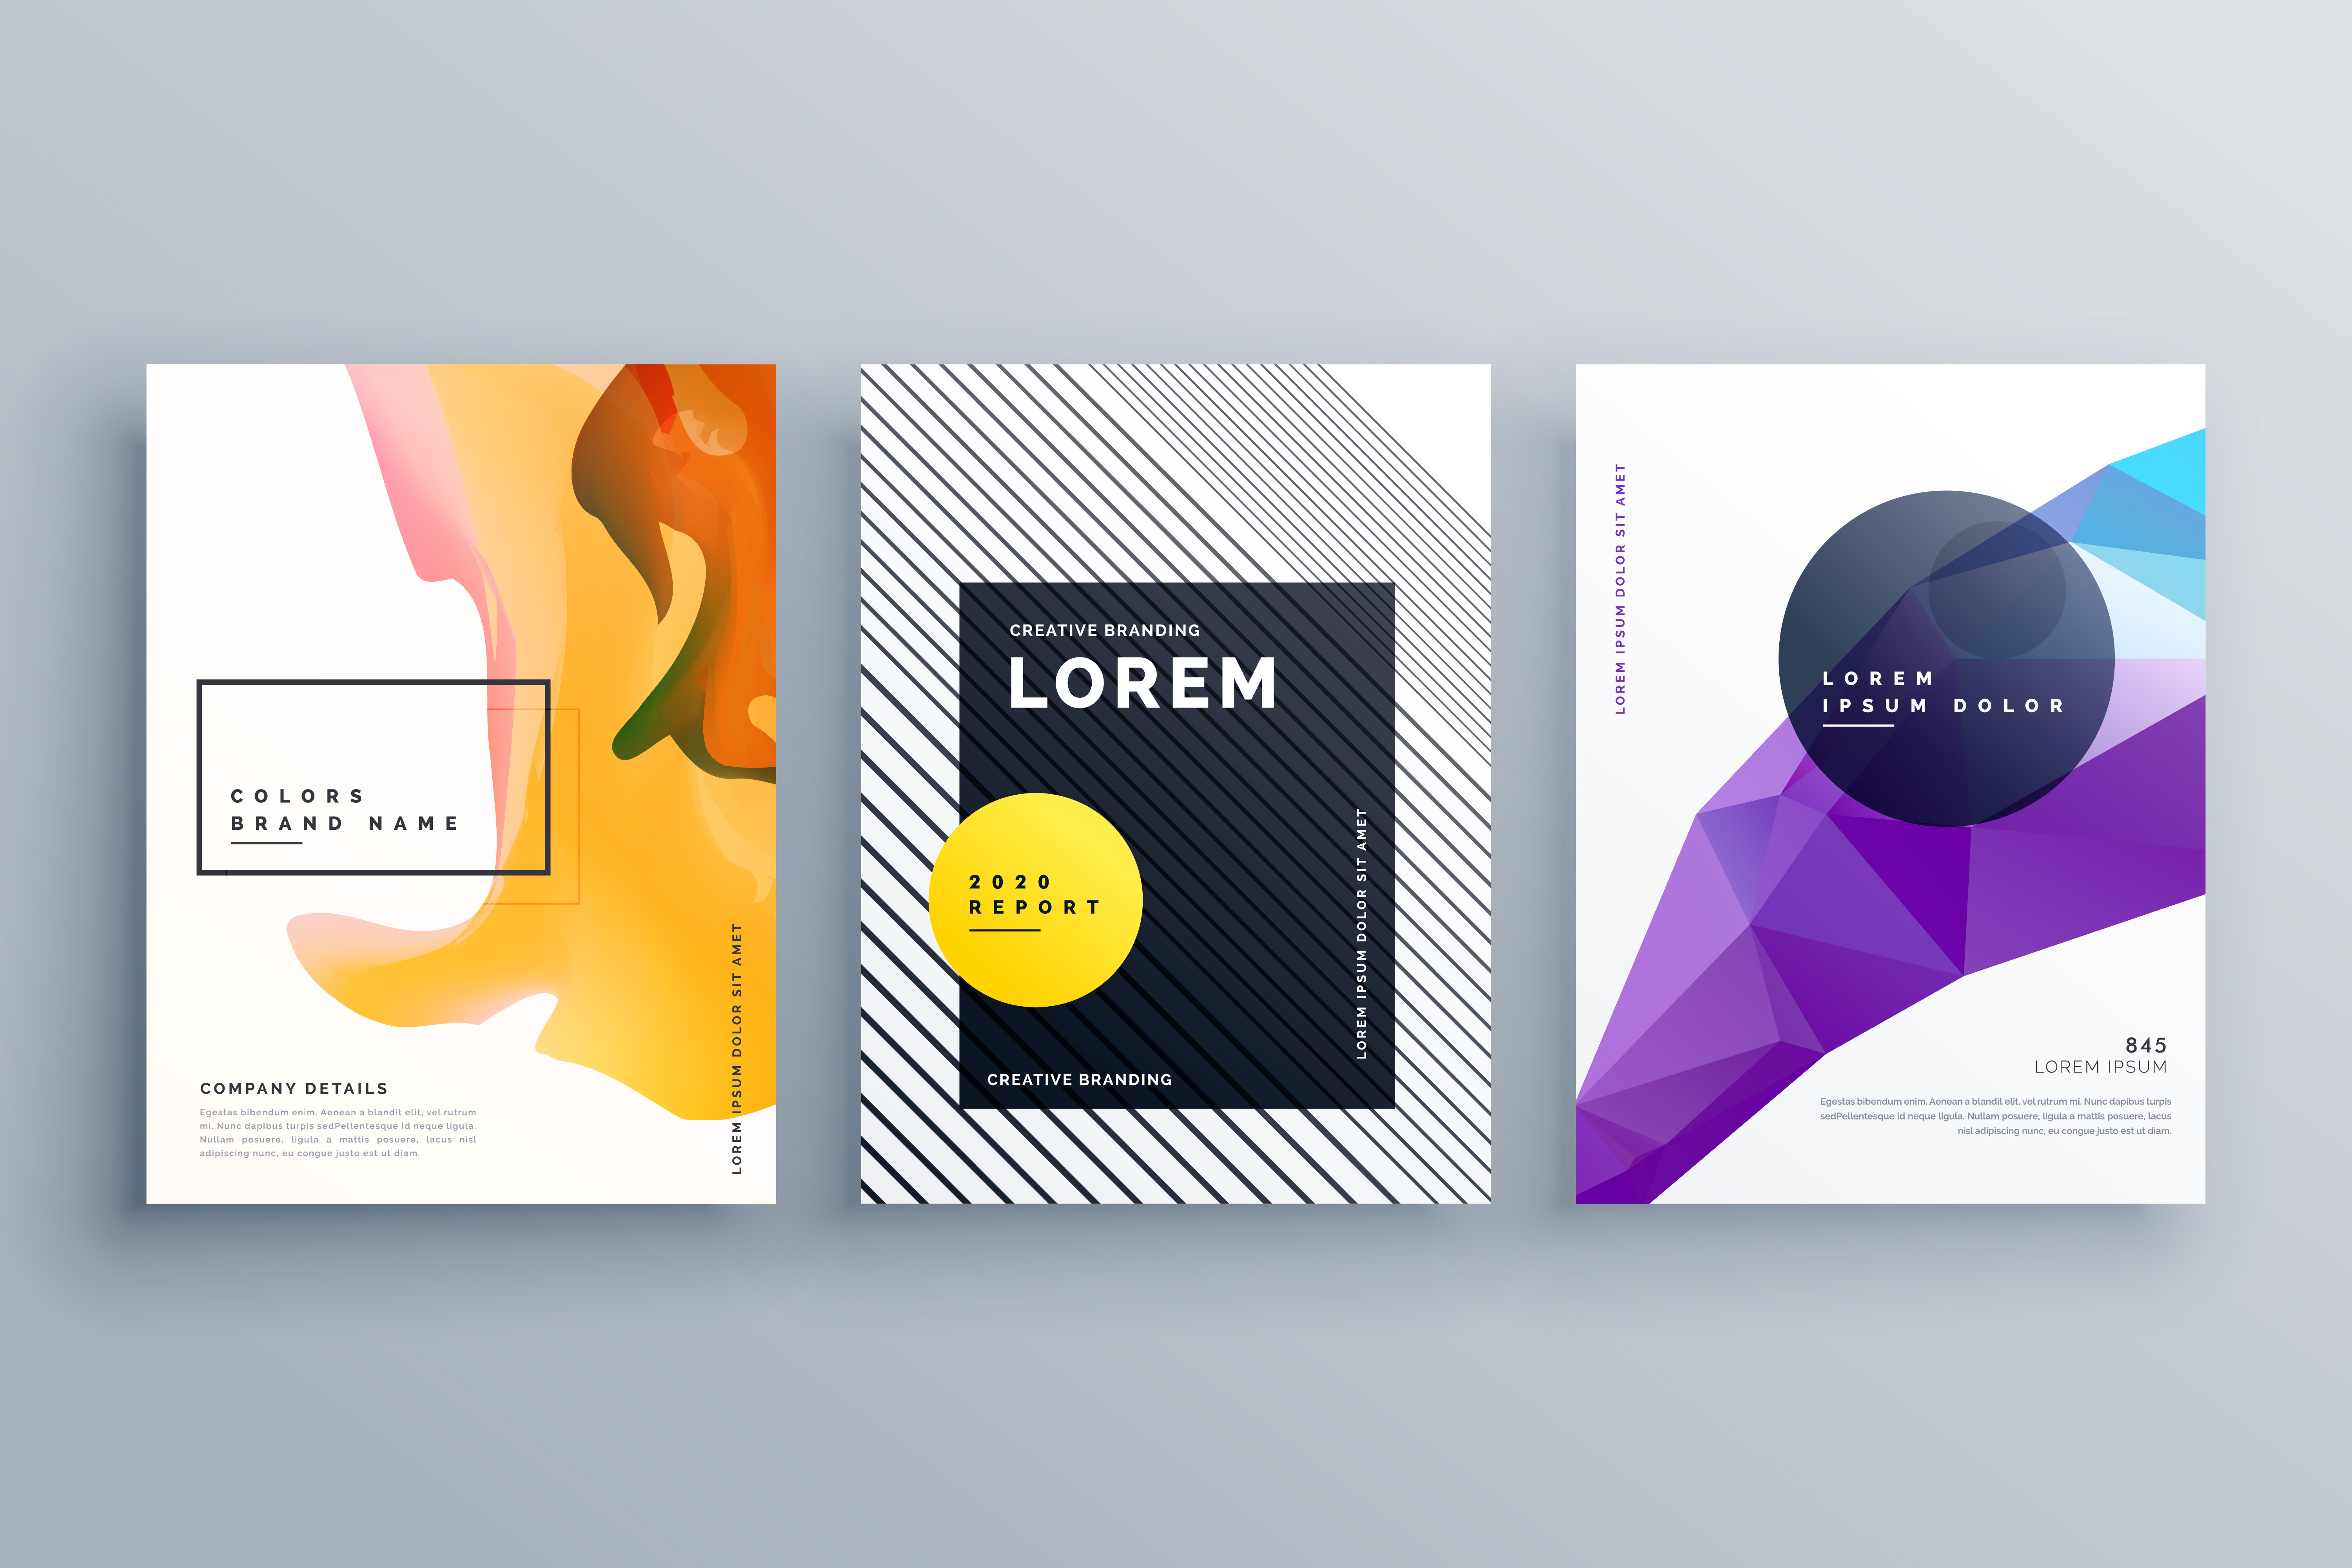 COLORS
BRAND NAME
COMPANY DETAILS
Egestas bibendum enim. Aenean a blandit elit, vel rutrum
mi. Nunc dapibus turpis sedPellentesque id neque ligula.
Nullam posuere, ligula a mattis posuere, lacus nisl
adipiscing nunc, eu congue justo est ut diam.
LOREM IPSUM DOLOR SIT AMET
CREATIVE BRANDING
LOREM
2020
REPORT
LOREM IPSUM DOLOR SIT AMET
CREATIVE BRANDING
LOREM IPSUM DOLOR SIT AMET
LOREM
IPSUM DOLOR
845
LOREM IPSUM
Egestas bibendum enim. Aenean a blandit elit, vel rutrum mi. Nunc dapibus turpis
sedPellentesque id neque ligula. Nullam posuere, ligula a mattis posuere, lacus
nisl adipiscing nunc, eu congue justo est ut diam.